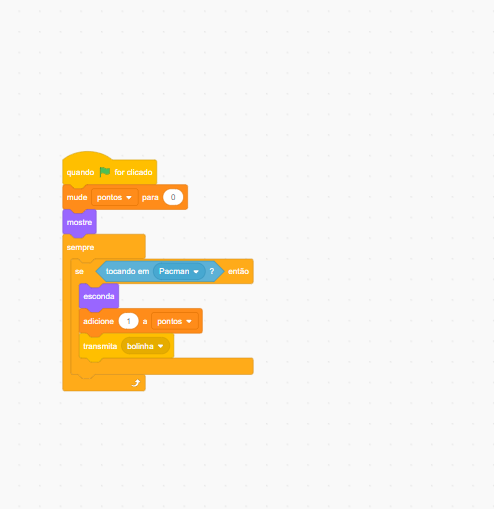 quando for clicado
mude pontos para 0
mostre
sempre
se tocando em Pacman ? então
esconda
adicione 1 a pontos
transmita bolinha